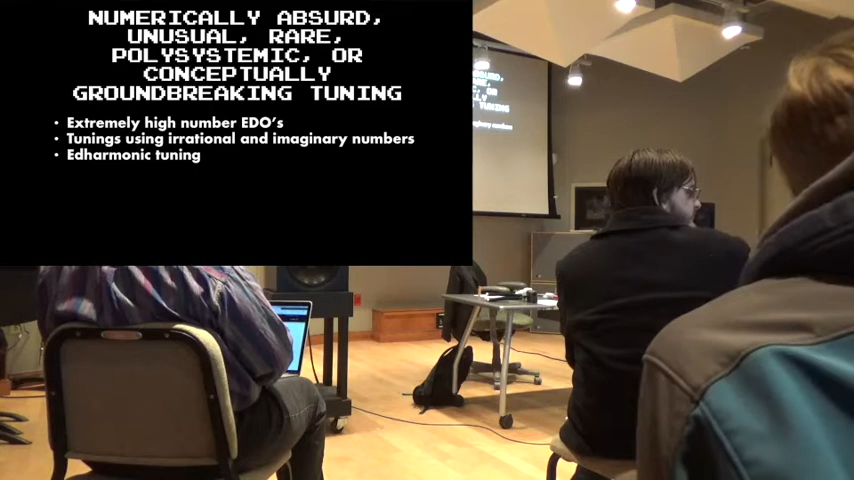 NUMERICALLY ABSURD,
UNUSUAL, RARE,
POLYSYSTEMIC, OR
CONCEPTUALLY
GROUNDBREAKING TUNING
• Extremely high number EDO's
• Tunings using irrational and imaginary numbers
• Edharmonic tuning